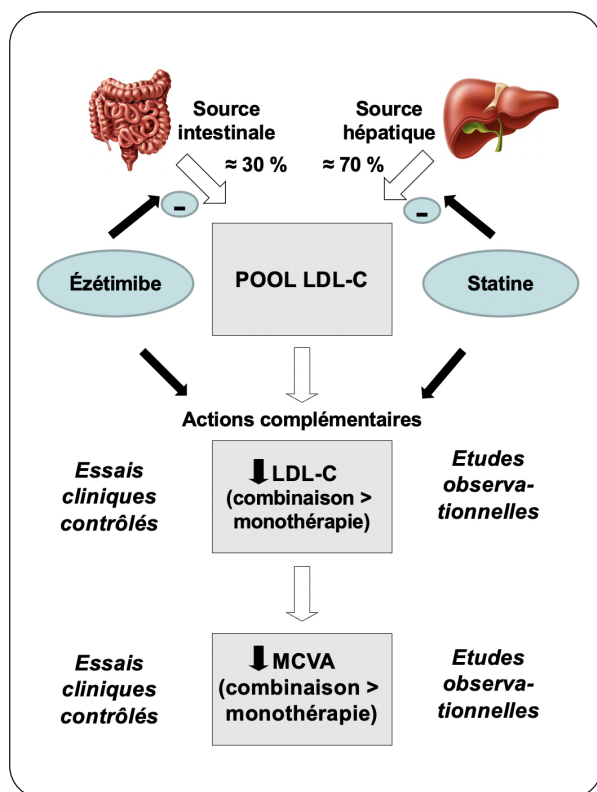 Source
intestinale
Source
hépatique
≈ 30 %
≈ 70 %
-
-
Ézétimibe
POOL LDL-C
Statine
Actions complémentaires
Essais
cliniques
contrôlés
⬇LDL-C
(combinaison >
monothérapie)
Etudes
observa-
tionnelles
Essais
cliniques
contrôlés
⬇MCVA
(combinaison >
monothérapie)
Etudes
observa-
tionnelles